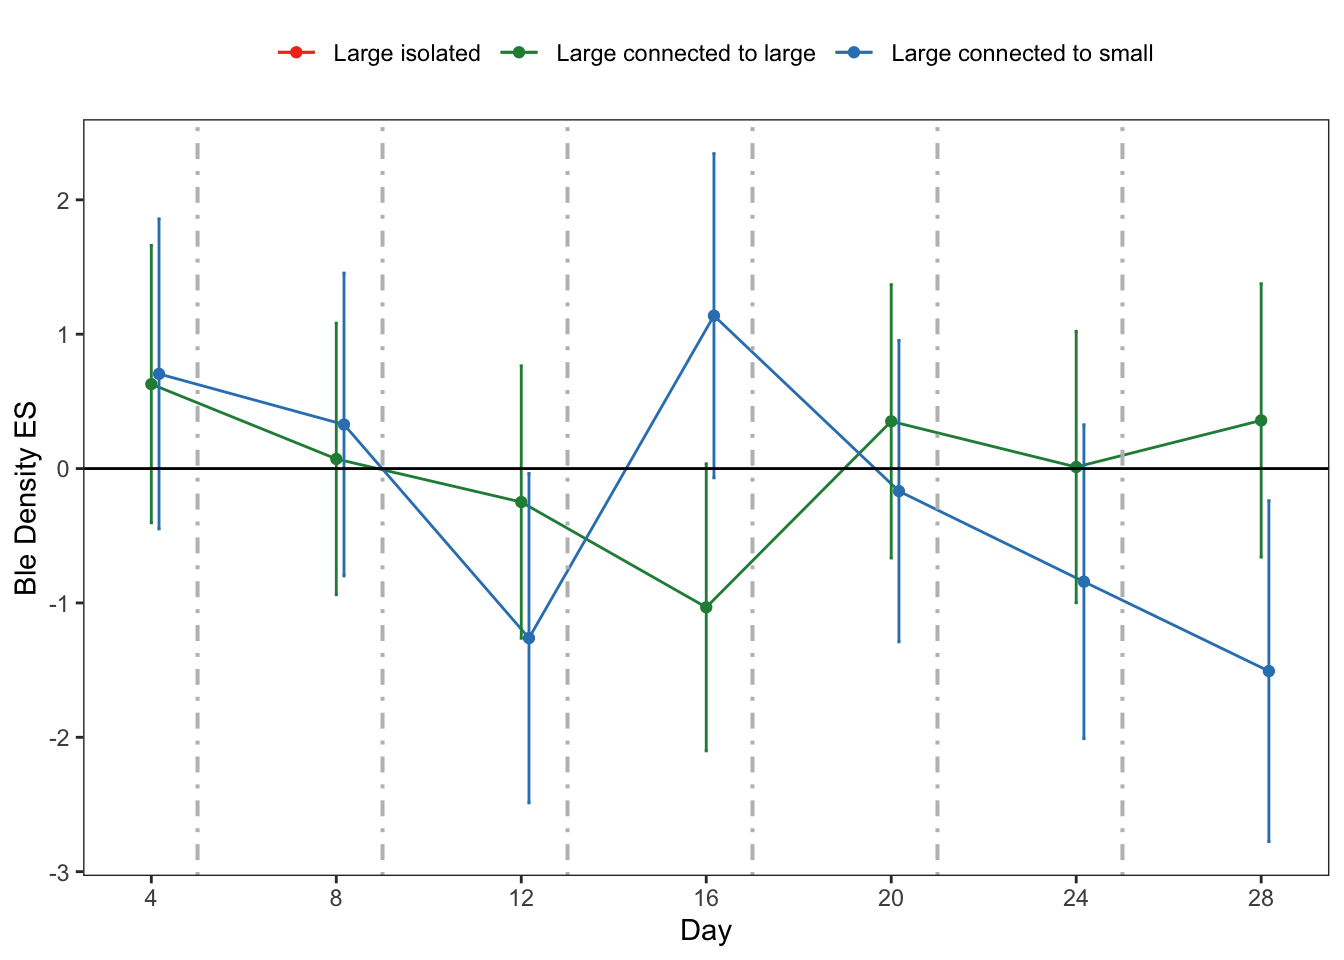 Large isolated Large connected to large Large connected to small
2
1
0
-1
-2
-3
Ble Density ES
4 8 12 16 20 24 28
Day